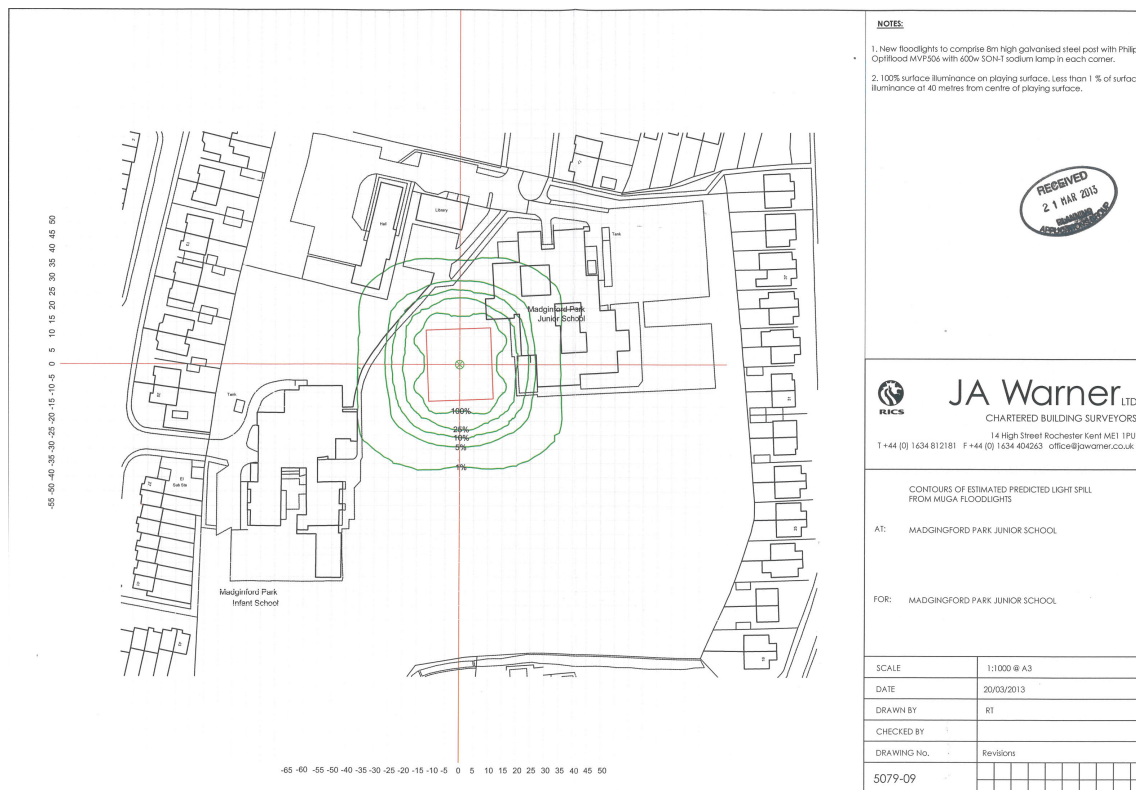 NOTES:
1. New floodlights to comprise 8m high galvanised steel post with Philip
Optiflood MVP506 with 600w SON-T sodium lamp in each corner.
2. 100% surface illuminance on playing surface. Less than 1 % of surfac
illuminance at 40 metres from centre of playing surface.
RECEIVED
21 MAR 2013
PLANNING
Hall
Library
Tank
Madginford Park
Junior School
Tank
El
Sub Sta
100%
25%
10%
5%
1%
Madginford Park
Infant School
-55 -50 -45 -40 -35 -30 -25 -20 -15 -10 -5 0 5 10 15 20 25 30 35 40 45 50
-65 -60 -55 -50 -45 -40 -35 -30 -25 -20 -15 -10 -5 0 5 10 15 20 25 30 35 40 45 50
RICS
JA Warner LTD
CHARTERED BUILDING SURVEYORS
14 High Street Rochester Kent ME1 1PU
T +44 (0) 1634 812181 F +44 (0) 1634 404263 office@jawarner.co.uk
CONTOURS OF ESTIMATED PREDICTED LIGHT SPILL
FROM MUGA FLOODLIGHTS
AT: MADGINGFORD PARK JUNIOR SCHOOL
FOR: MADGINGFORD PARK JUNIOR SCHOOL
SCALE 1:1000 @ A3
DATE 20/03/2013
DRAWN BY RT
CHECKED BY
DRAWING No. Revisions
5079-09